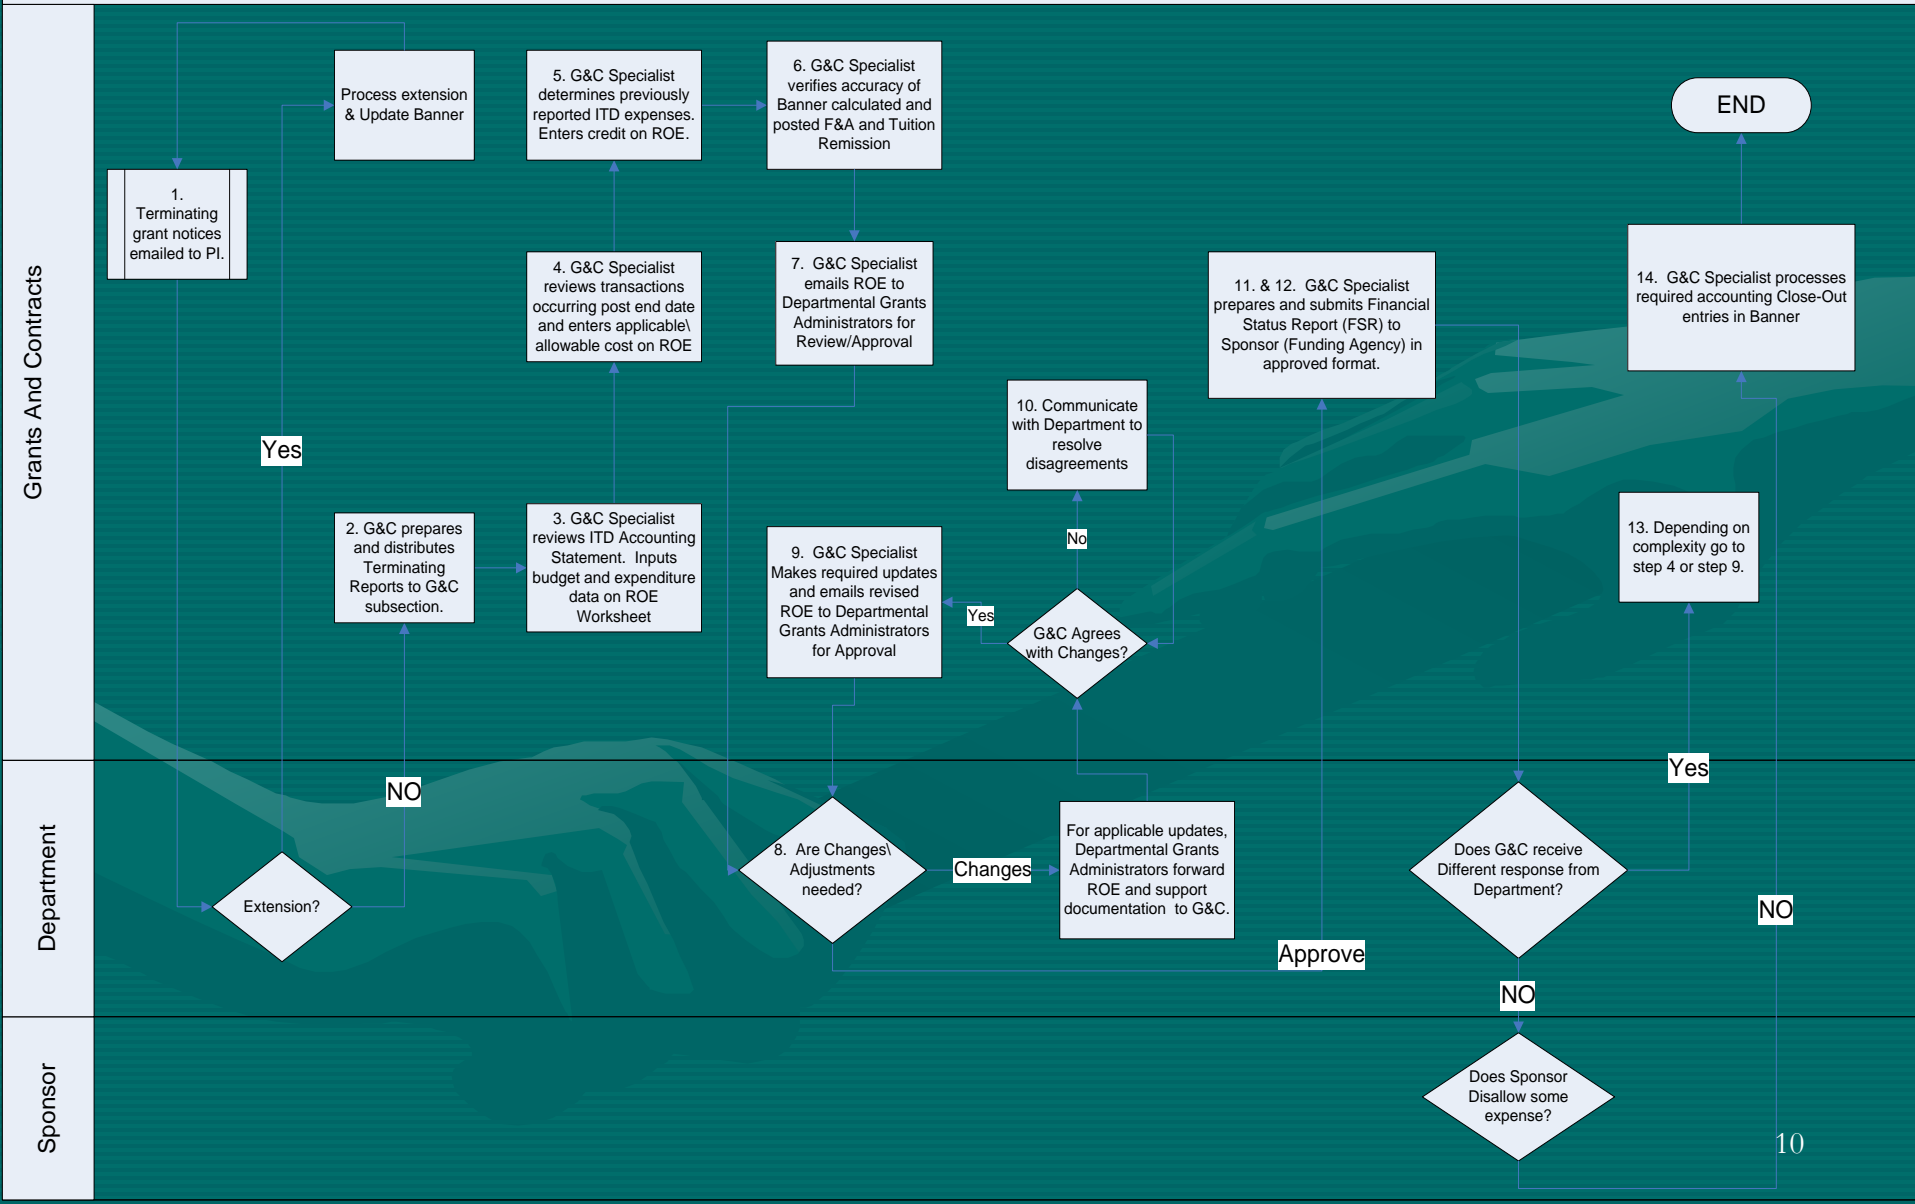 Grants And Contracts
Process extension
& Update Banner
1.
Terminating
grant notices
emailed to PI.
Yes
2. G&C prepares
and distributes
Terminating
Reports to G&C
subsection.
3. G&C Specialist
reviews ITD Accounting
Statement.  Inputs
budget and expenditure
data on ROE
Worksheet
4. G&C Specialist
reviews transactions
occurring post end date
and enters applicable\
allowable cost on ROE
5. G&C Specialist
determines previously
reported ITD expenses.
Enters credit on ROE.
6. G&C Specialist
verifies accuracy of
Banner calculated and
posted F&A and Tuition
Remission
7.  G&C Specialist
emails ROE to
Departmental Grants
Administrators for
Review/Approval
9.  G&C Specialist
Makes required updates
and emails revised
ROE to Departmental
Grants Administrators
for Approval
10. Communicate
with Department to
resolve
disagreements
No
Yes
G&C Agrees
with Changes?
11. & 12.  G&C Specialist
prepares and submits Financial
Status Report (FSR) to
Sponsor (Funding Agency) in
approved format.
END
14.  G&C Specialist processes
required accounting Close-Out
entries in Banner
13. Depending on
complexity go to
step 4 or step 9.
Department
Extension?
NO
8.  Are Changes\
Adjustments
needed?
Changes
For applicable updates,
Departmental Grants
Administrators forward
ROE and support
documentation  to G&C.
Approve
Does G&C receive
Different response from
Department?
Yes
NO
NO
Sponsor
Does Sponsor
Disallow some
expense?
10